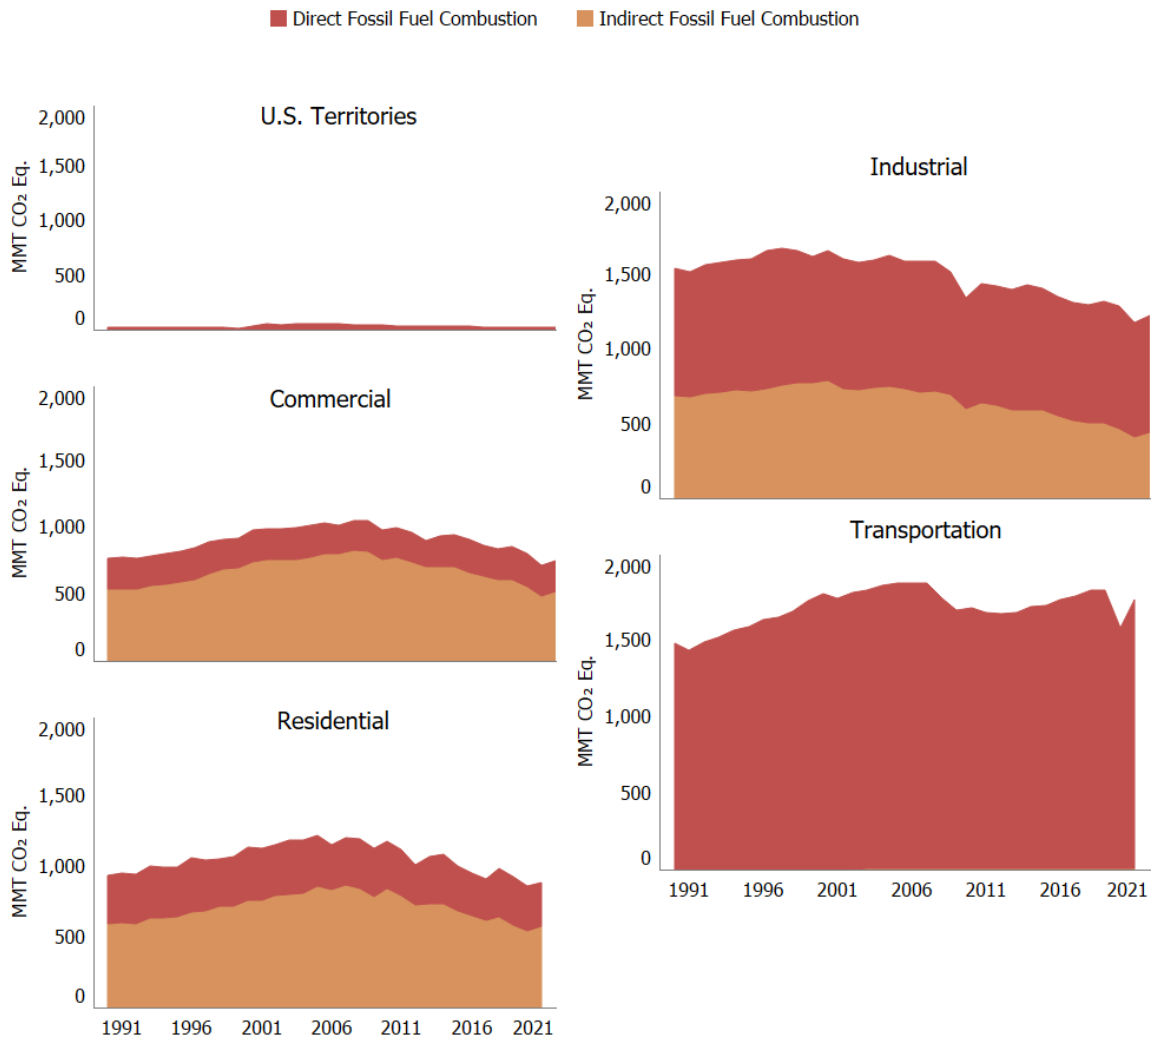 Direct Fossil Fuel Combustion Indirect Fossil Fuel Combustion
U.S. Territories
MMT CO₂ Eq.
2,000
1,500
1,000
500
0
Commercial
MMT CO₂ Eq.
2,000
1,500
1,000
500
0
Residential
MMT CO₂ Eq.
2,000
1,500
1,000
500
0
1991 1996 2001 2006 2011 2016 2021
Industrial
MMT CO₂ Eq.
2,000
1,500
1,000
500
0
Transportation
MMT CO₂ Eq.
2,000
1,500
1,000
500
0
1991 1996 2001 2006 2011 2016 2021